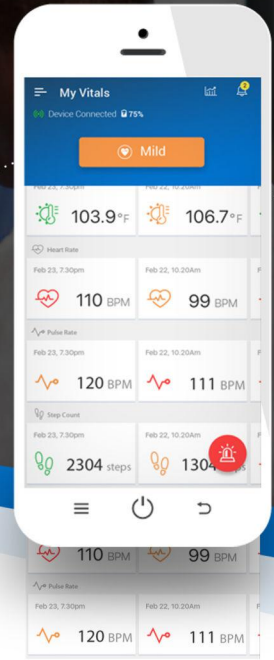 My Vitals
2
Device Connected 75%
Mild
Feb 23, 7.30pm Feb 22, 10.20Am
103.9°F 106.7°F
Heart Rate
Feb 23, 7.30pm Feb 22, 10.20Am F
110 BPM 99 BPM
Pulse Rate
Feb 23, 7.30pm Feb 22, 10.20Am F
120 BPM 111 BPM
Step Count
Feb 23, 7.30pm Feb 22, 10.20Am F
2304 steps 1304 s
110 BPM 99 BPM
Pulse Rate
Feb 23, 7.30pm Feb 22, 10.20Am F
120 BPM 111 BPM